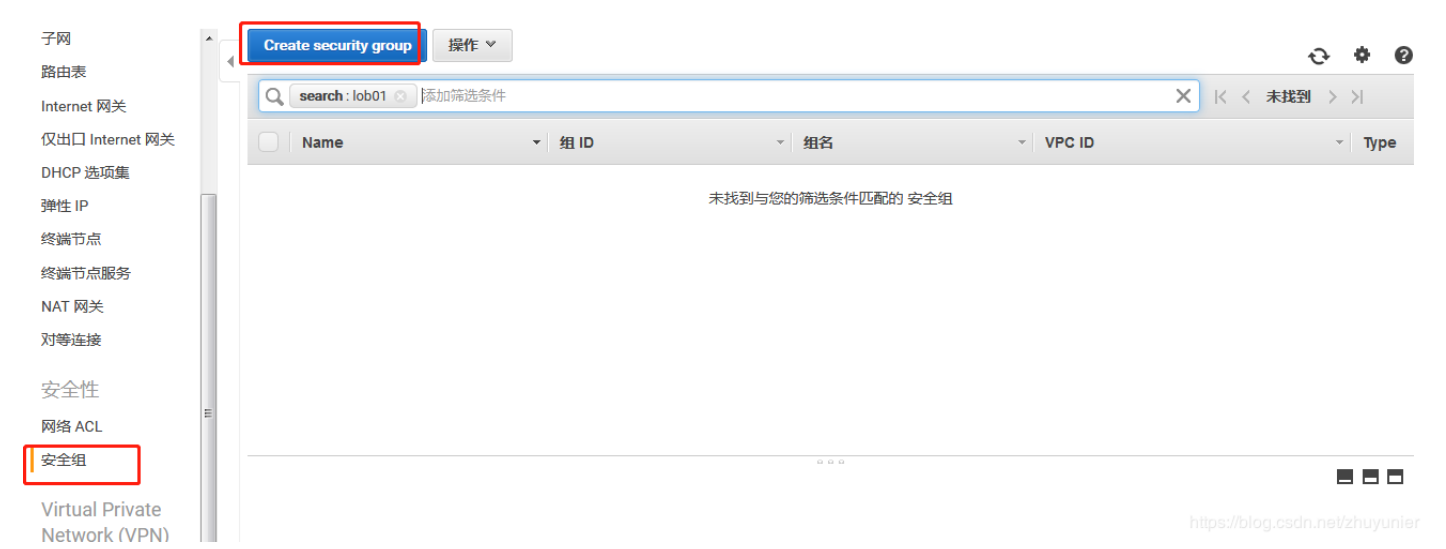 子网
路由表
Internet 网关
仅出口 Internet 网关
DHCP 选项集
弹性 IP
终端节点
终端节点服务
NAT 网关
对等连接
安全性
网络 ACL
安全组
Virtual Private
Network (VPN)
Create security group 操作
search : lob01 添加筛选条件 未找到
Name 组 ID 组名 VPC ID Type
未找到与您的筛选条件匹配的 安全组
https://blog.csdn.net/zhuyunier